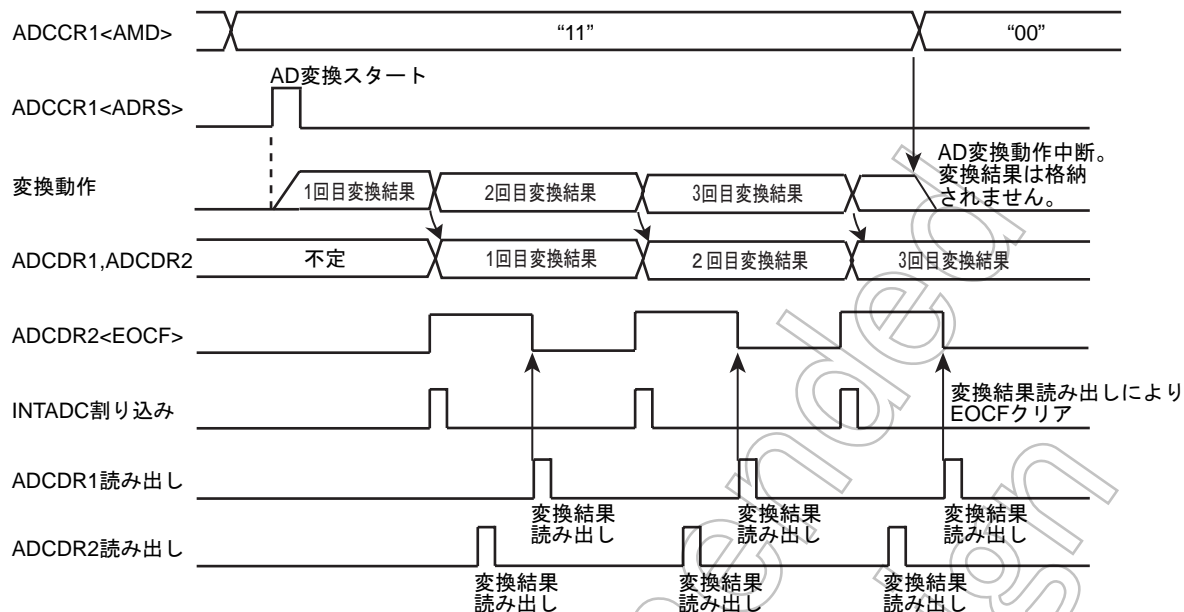 ADCCR1<AMD>
“11”
“00”
AD変換スタート
ADCCR1<ADRS>
AD変換動作中断。
変換結果は格納
されません。
変換動作
1回目変換結果
2回目変換結果
3回目変換結果
ADCDR1,ADCDR2
不定
1回目変換結果
2回目変換結果
3回目変換結果
ADCDR2<EOCF>
INTADC割り込み
変換結果読み出しにより
EOCFクリア
ADCDR1読み出し
変換結果
読み出し
変換結果
読み出し
変換結果
読み出し
ADCDR2読み出し
変換結果
読み出し
変換結果
読み出し
変換結果
読み出し